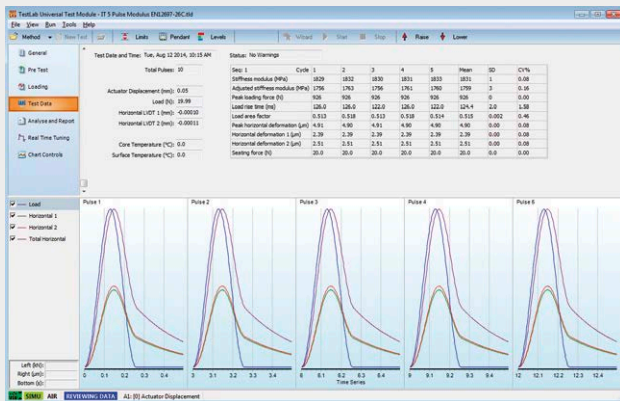 TestLab Universal Test Module - IT 5 Pulse Modulus EN12697-26C.tld
File View Run Tools Help
Method New Test Limits Pendant Levels Wizard Start Stop Raise Lower
General
Pre Test
Loading
Test Data
Analyse and Report
Real Time Tuning
Chart Controls
Test Date and Time: Tue, Aug 12 2014, 10:15 AM
Status: No Warnings
Total Pulses: 10
Actuator Displacement (mm): 0.05
Load (N): 19.99
Horizontal LVDT 1 (mm): -0.00010
Horizontal LVDT 2 (mm): -0.00011
Core Temperature (°C): 0.0
Surface Temperature (°C): 0.0
Seq: 1 Cycle 1 2 3 4 5 Mean SD CV%
Stiffness modulus (MPa) 1829 1832 1830 1831 1833 1831 1 0.08
Adjusted stiffness modulus (MPa) 1756 1763 1756 1761 1760 1759 3 0.16
Peak loading force (N) 926 926 926 926 926 926 0 0.00
Load rise time (ms) 126.0 126.0 122.0 126.0 122.0 124.4 2.0 1.58
Load area factor 0.513 0.518 0.513 0.518 0.514 0.515 0.002 0.46
Peak horizontal deformation (µm) 4.91 4.90 4.91 4.90 4.90 4.90 0.00 0.08
Horizontal deformation 1 (µm) 2.39 2.39 2.39 2.39 2.39 2.39 0.00 0.08
Horizontal deformation 2 (µm) 2.51 2.51 2.51 2.51 2.51 2.51 0.00 0.08
Seating force (N) 20.0 20.0 20.0 20.0 20.0 20.0 0.0 0.00
Load
Horizontal 1
Horizontal 2
Total Horizontal
Pulse 1 Pulse 2 Pulse 3 Pulse 4
0 0.1 0.2 0.3 0.4 3 3.1 3.2 3.3 3.4 6 6.1 6.2 6.3 6.4 9 9.1 9.2 9.3 9.4 12 12.1 12.2 12.3 12.4
Time Series
Left (kN):
Right (µm):
Bottom (s):
SIMU AIR REVIEWING DATA A1: [0] Actuator Displacement